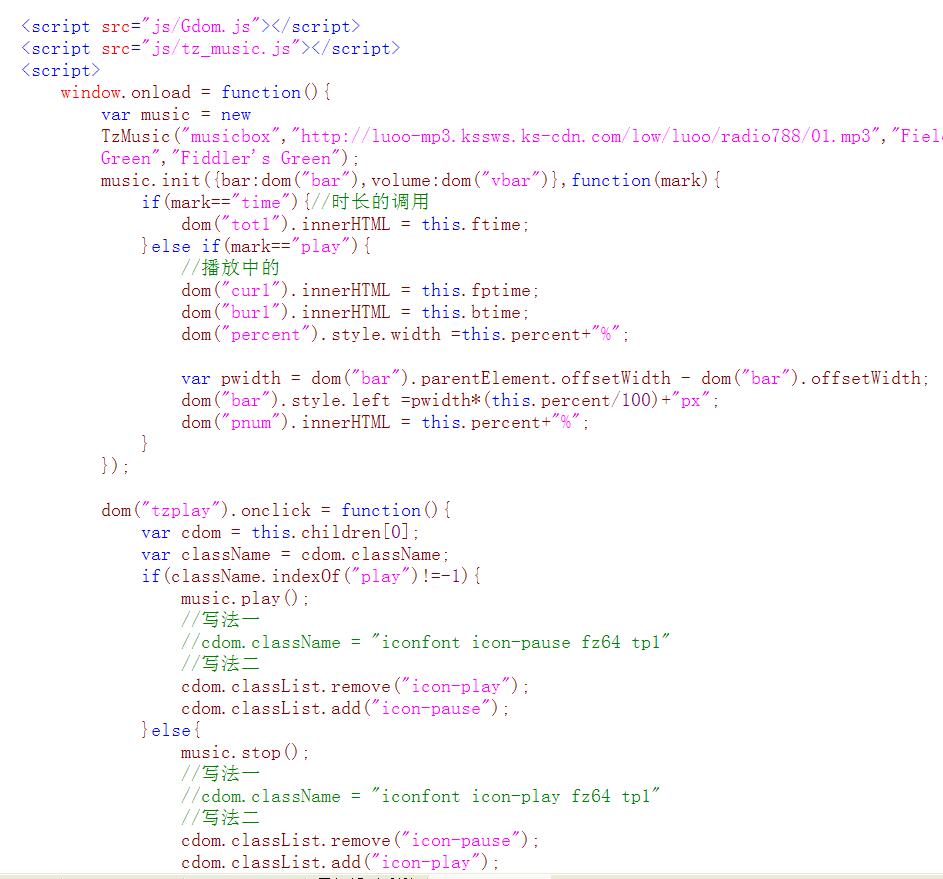 <script src="js/Gdom.js"></script>
<script src="js/tz_music.js"></script>
<script>
window.onload = function(){
var music = new
TzMusic("musicbox","http://luoo-mp3.kssws.ks-cdn.com/low/luoo/radio788/01.mp3","Fiel
Green","Fiddler's Green");
music.init({bar:dom("bar"),volume:dom("vbar")},function(mark){
if(mark=="time"){//时长的调用
dom("totl").innerHTML = this.ftime;
}else if(mark=="play"){
//播放中的
dom("curl").innerHTML = this.fptime;
dom("burl").innerHTML = this.btime;
dom("percent").style.width =this.percent+"%";
var pwidth = dom("bar").parentElement.offsetWidth - dom("bar").offsetWidth;
dom("bar").style.left =pwidth*(this.percent/100)+"px";
dom("pnum").innerHTML = this.percent+"%";
}
});
dom("tzplay").onclick = function(){
var cdom = this.children[0];
var className = cdom.className;
if(className.indexOf("play")!=-1){
music.play();
//写法一
//cdom.className = "iconfont icon-pause fz64 tpl"
//写法二
cdom.classList.remove("icon-play");
cdom.classList.add("icon-pause");
}else{
music.stop();
//写法一
//cdom.className = "iconfont icon-play fz64 tpl"
//写法二
cdom.classList.remove("icon-pause");
cdom.classList.add("icon-play");